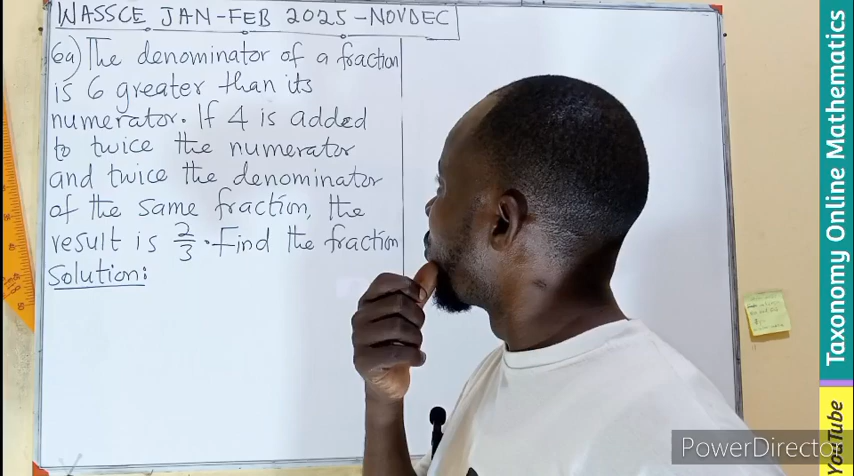 WASSCE JAN-FEB 2025-NOVDEC
6a) The denominator of a fraction
is 6 greater than its
numerator. If 4 is added
to twice the numerator
and twice the denominator
of the same fraction, the
result is 2/3. Find the fraction
Solution:
Taxonomy Online Mathematics
YouTube
PowerDirector